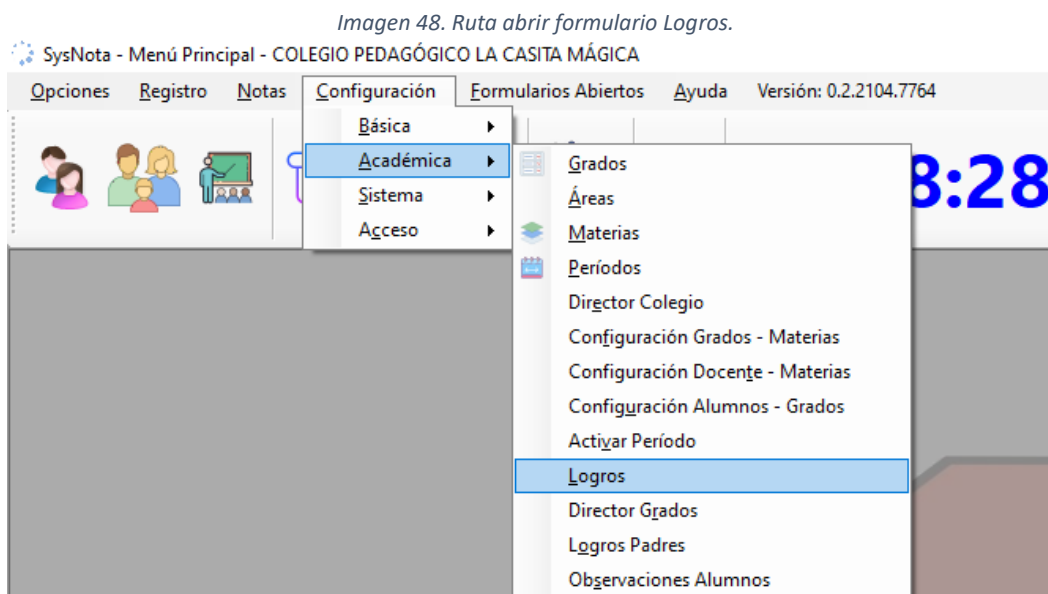 Imagen 48. Ruta abrir formulario Logros.
SysNota - Menú Principal - COLEGIO PEDAGÓGICO LA CASITA MÁGICA
Opciones Registro Notas Configuración Formularios Abiertos Ayuda Versión: 0.2.2104.7764
Básica
Académica
Sistema
Acceso
Grados
Áreas
Materias
Períodos
Director Colegio
Configuración Grados - Materias
Configuración Docente - Materias
Configuración Alumnos - Grados
Activar Período
Logros
Director Grados
Logros Padres
Observaciones Alumnos
8:28